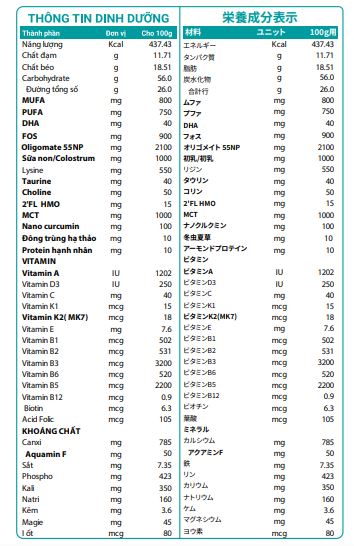 THÔNG TIN DINH DƯỠNG
Thành phần Đơn vị Cho 100g
Năng lượng Kcal 437.43
Chất đạm g 11.71
Chất béo g 18.51
Carbohydrate g 56.0
Đường tổng số g 26.0
MUFA mg 800
PUFA mg 750
DHA mg 40
FOS mg 900
Oligomate 55NP mg 2100
Sữa non/Colostrum mg 1000
Lysine mg 550
Taurine mg 40
Choline mg 50
2'FL HMO mg 15
MCT mg 1000
Nano curcumin mg 100
Đông trùng hạ thảo mg 10
Protein hạnh nhân mg 10
VITAMIN
Vitamin A IU 1202
Vitamin D3 IU 250
Vitamin C mg 40
Vitamin K1 mcg 15
Vitamin K2( MK7) mcg 18
Vitamin E mg 7.6
Vitamin B1 mcg 502
Vitamin B2 mcg 531
Vitamin B3 mcg 3200
Vitamin B6 mcg 520
Vitamin B5 mcg 2200
Vitamin B12 mcg 0.9
Biotin mcg 6.3
Acid Folic mcg 105
KHOÁNG CHẤT
Canxi mg 785
Aquamin F mg 50
Sắt mg 7.35
Phospho mg 423
Kali mg 350
Natri mg 160
Kẽm mg 3.6
Magie mg 45
I ốt mcg 80
栄養成分表示
材料 ユニット 100g用
エネルギー Kcal 437.43
タンパク質 g 11.71
脂肪 g 18.51
炭水化物 g 56.0
合計行 g 26.0
ムファ mg 800
プファ mg 750
DHA mg 40
フォス mg 900
オリゴメイト 55NP mg 2100
初乳/初乳 mg 1000
リジン mg 550
タウリン mg 40
コリン mg 50
2'FL HMO mg 15
MCT mg 1000
ナノクルクミン mg 100
冬虫夏草 mg 10
アーモンドプロテイン mg 10
ビタミン
ビタミンA IU 1202
ビタミンD3 IU 250
ビタミンC mg 40
ビタミンK1 mcg 15
ビタミンK2(MK7) mcg 18
ビタミンE mg 7.6
ビタミンB1 mcg 502
ビタミンB2 mcg 531
ビタミンB3 mcg 3200
ビタミンB6 mcg 520
ビタミンB5 mcg 2200
ビタミンB12 mcg 0.9
ビオチン mcg 6.3
葉酸 mcg 105
ミネラル
カルシウム mg 785
アクアミンF mg 50
鉄 mg 7.35
リン mg 423
カリウム mg 350
ナトリウム mg 160
ケム mg 3.6
マグネシウム mg 45
ヨウ素 mcg 80